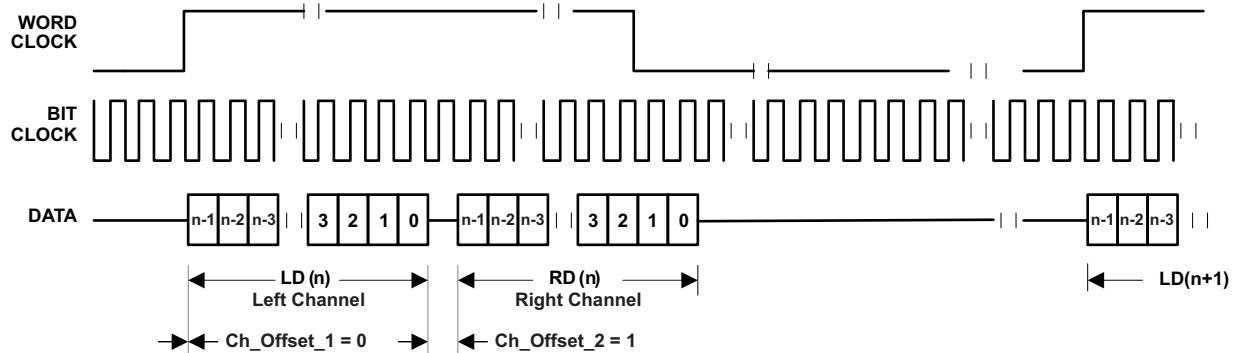 WORD
CLOCK
BIT
CLOCK
DATA
n-1 n-2 n-3 3 2 1 0 n-1 n-2 n-3 3 2 1 0 n-1 n-2 n-3
LD (n)
Left Channel
RD (n)
Right Channel
LD(n+1)
Ch_Offset_1 = 0
Ch_Offset_2 = 1